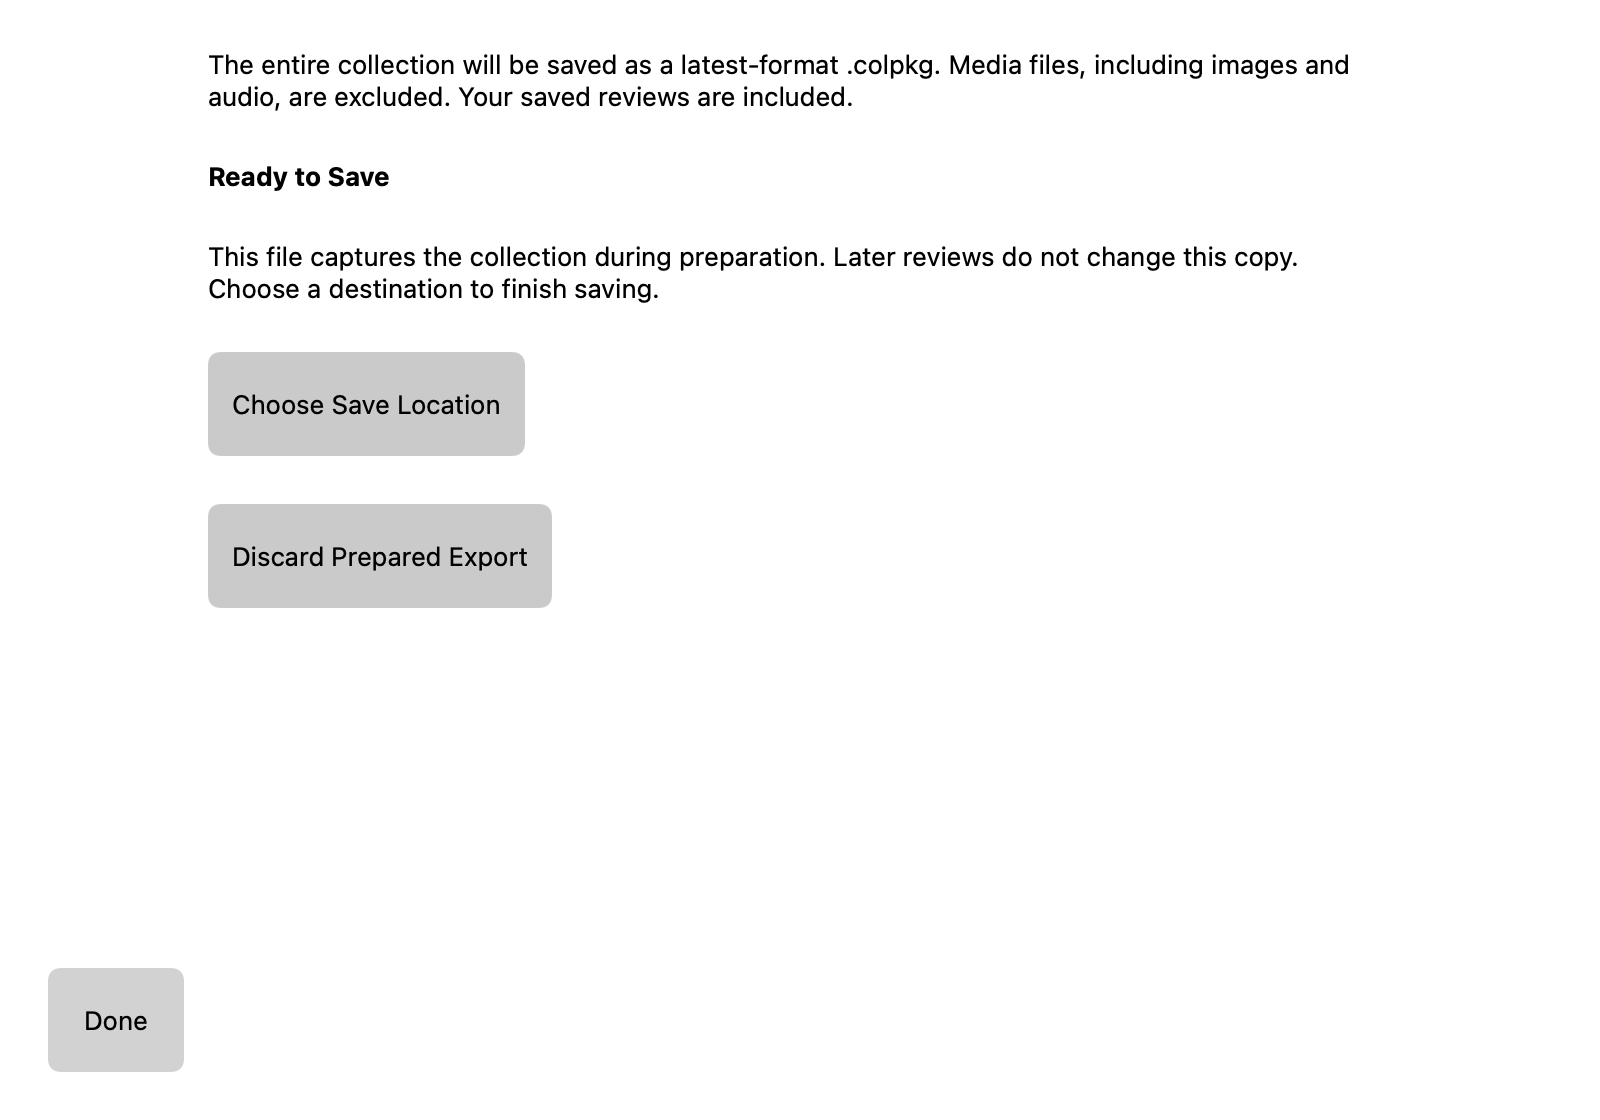 The entire collection will be saved as a latest-format .colpkg. Media files, including images and
audio, are excluded. Your saved reviews are included.
Ready to Save
This file captures the collection during preparation. Later reviews do not change this copy.
Choose a destination to finish saving.
Choose Save Location
Discard Prepared Export
Done